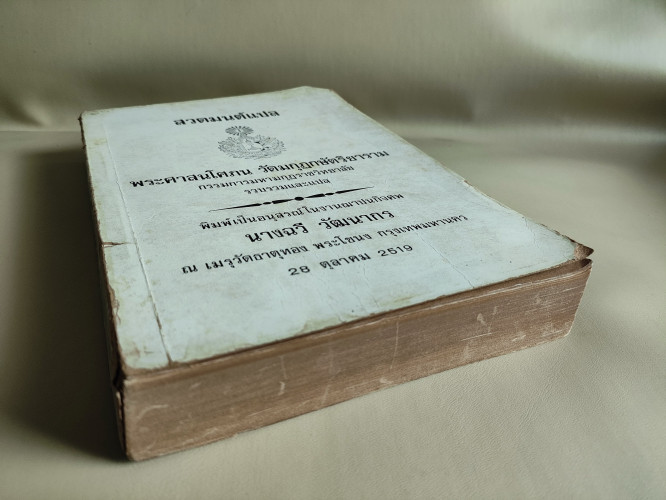 สวดมนต์แปล
พระศาสนโศภน วัดมกุฏกษัตริยาราม
กรรมการมหามกุฏราชวิทยาลัย
รวบรวมและแปล
พิมพ์เป็นอนุสรณ์ในงานฌาปนกิจศพ
นางฉวี วัฒนากร
ณ เมรุวัดธาตุทอง พระโขนง กรุงเทพมหานคร
28 ตุลาคม 2519